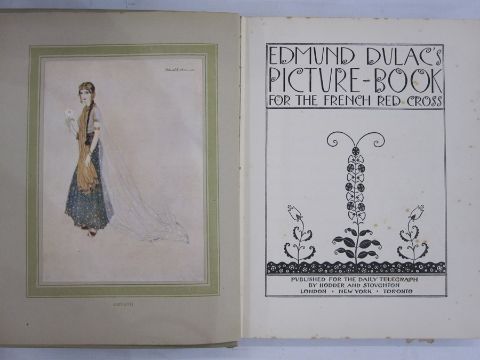 EDMUND DULAC'S
PICTURE-BOOK
FOR THE FRENCH RED CROSS
PUBLISHED FOR THE DAILY TELEGRAPH
BY HODDER AND STOUGHTON
LONDON • NEW YORK • TORONTO